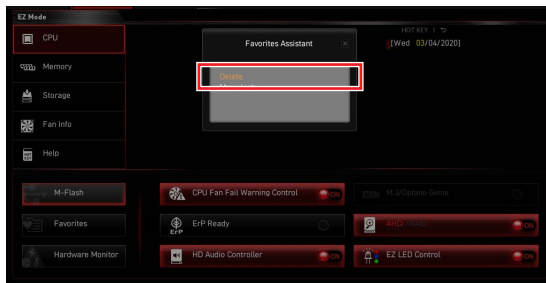 EZ Mode
HOT KEY | ↩
CPU
Favorites Assistant
[Wed 03/04/2020]
Memory
Delete
Storage
Fan Info
Help
M-Flash
CPU Fan Fail Warning Control
ON
M.2/Optane Genie
Favorites
ErP
ErP Ready
AHCI /RAID
ON
Hardware Monitor
HD Audio Controller
ON
EZ LED Control
ON